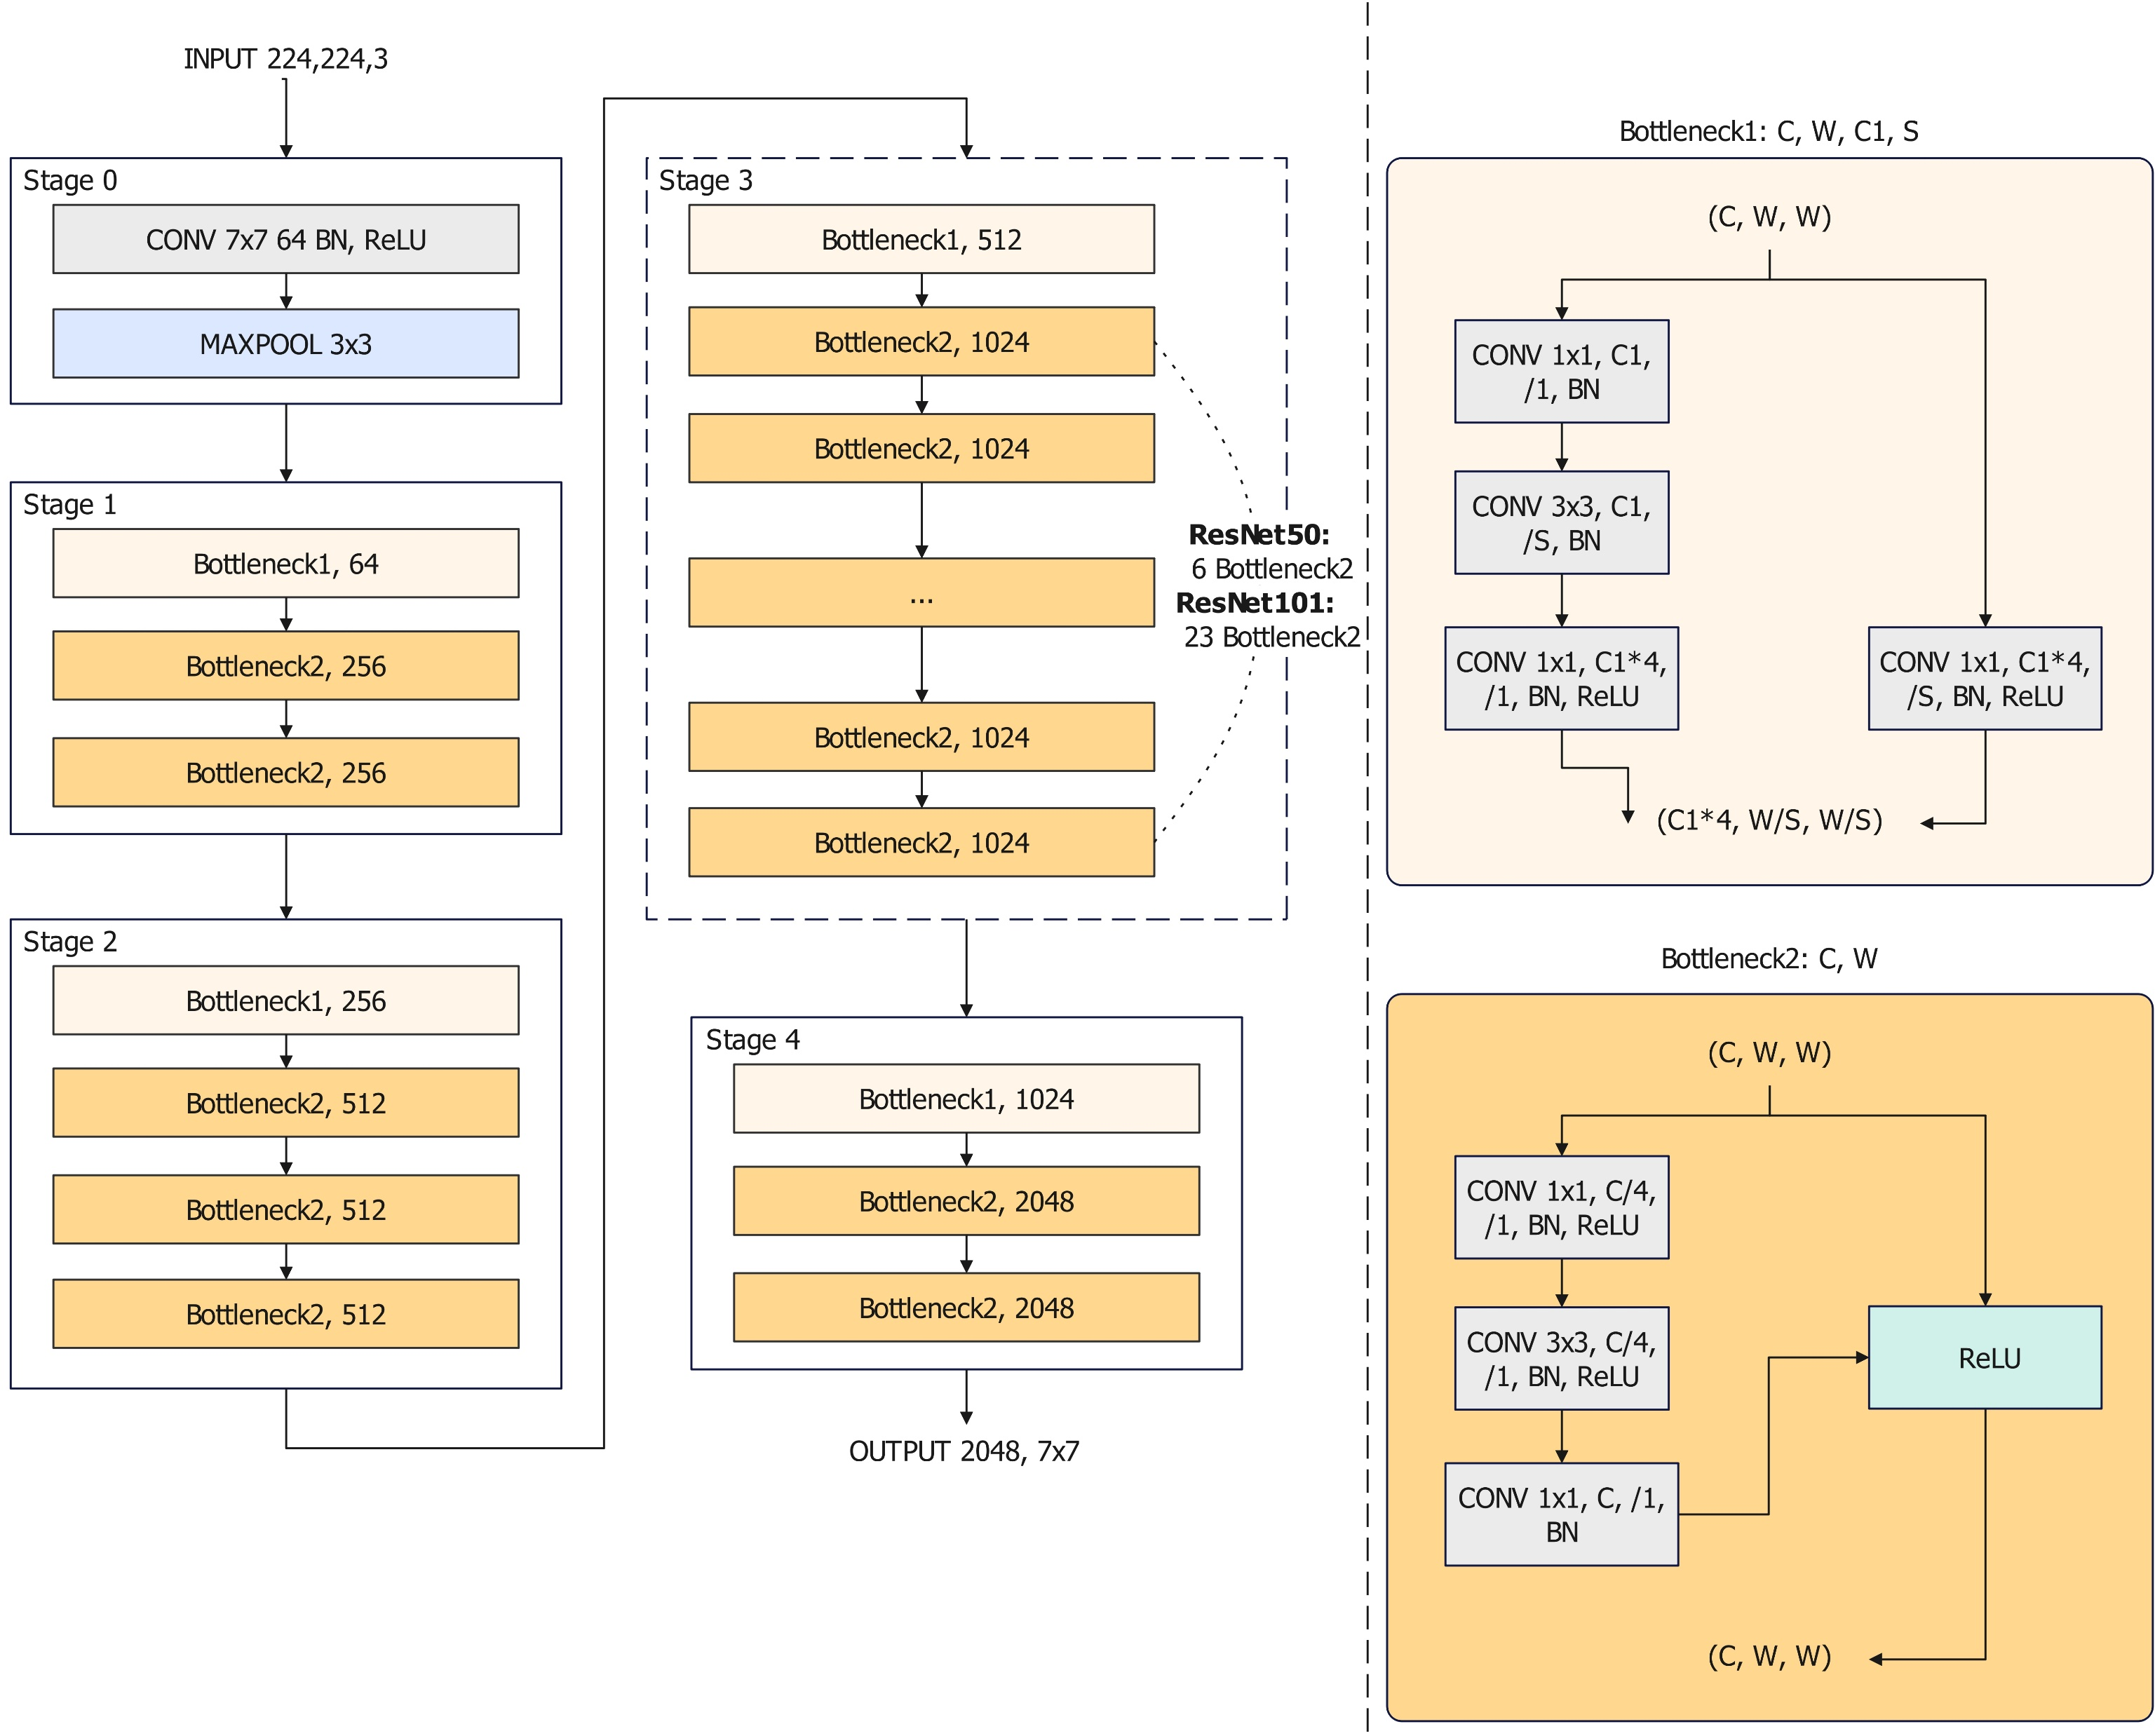 INPUT 224,224,3
Stage 0
CONV 7x7 64 BN, ReLU
MAXPOOL 3x3
Stage 1
Bottleneck1, 64
Bottleneck2, 256
Bottleneck2, 256
Stage 2
Bottleneck1, 256
Bottleneck2, 512
Bottleneck2, 512
Bottleneck2, 512
Stage 3
Bottleneck1, 512
Bottleneck2, 1024
Bottleneck2, 1024
...
Bottleneck2, 1024
Bottleneck2, 1024
ResNet50:
6 Bottleneck2
ResNet101:
23 Bottleneck2
Stage 4
Bottleneck1, 1024
Bottleneck2, 2048
Bottleneck2, 2048
OUTPUT 2048, 7x7
Bottleneck1: C, W, C1, S
(C, W, W)
CONV 1x1, C1,
/1, BN
CONV 3x3, C1,
/S, BN
CONV 1x1, C1*4,
/1, BN, ReLU
CONV 1x1, C1*4,
/S, BN, ReLU
(C1*4, W/S, W/S)
Bottleneck2: C, W
(C, W, W)
CONV 1x1, C/4,
/1, BN, ReLU
CONV 3x3, C/4,
/1, BN, ReLU
CONV 1x1, C, /1,
BN
ReLU
(C, W, W)